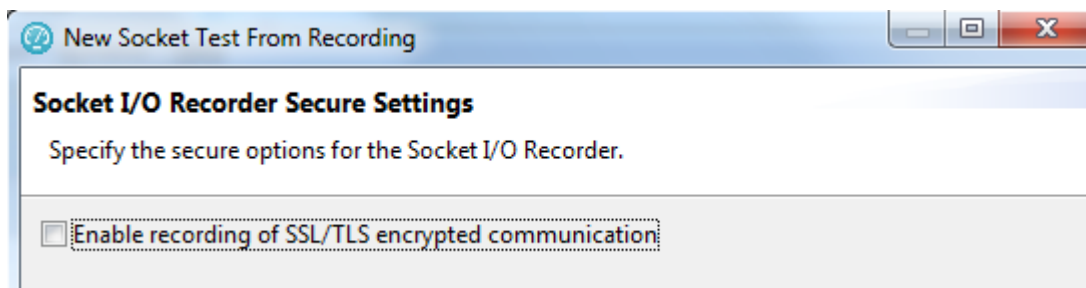 New Socket Test From Recording
Socket I/O Recorder Secure Settings
Specify the secure options for the Socket I/O Recorder.
Enable recording of SSL/TLS encrypted communication